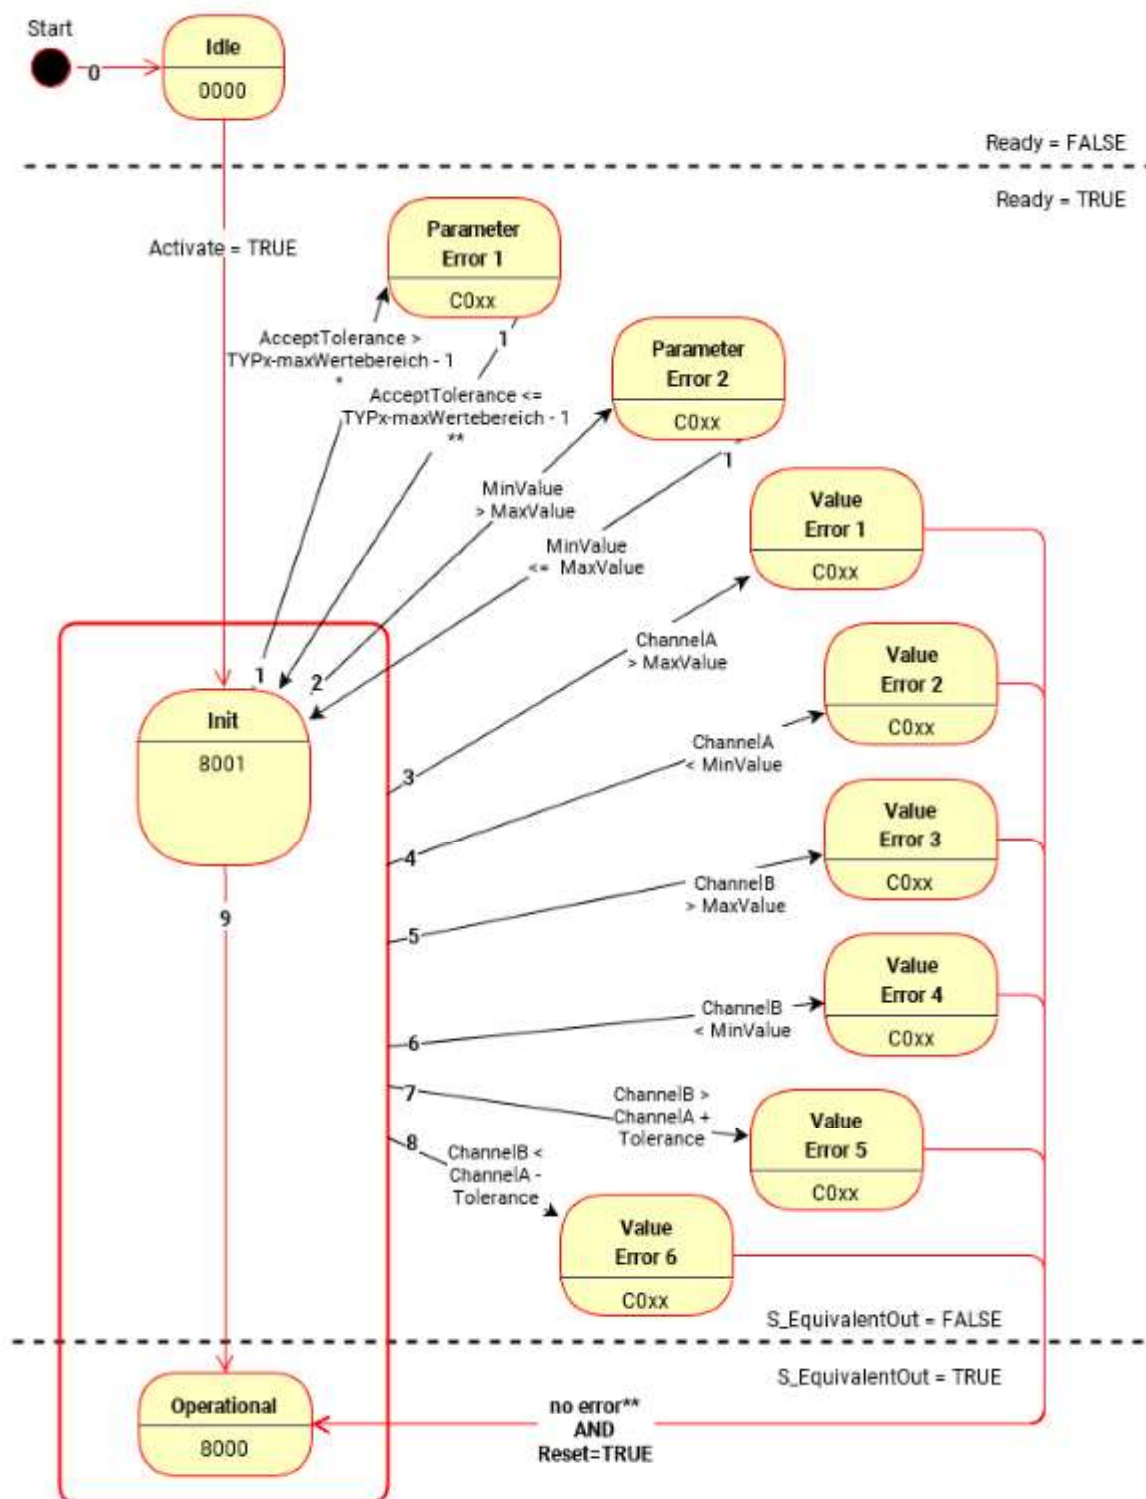 Start
Idle
0
0000
Ready = FALSE
Ready = TRUE
Activate = TRUE
Parameter
Error 1
C0xx
1
AcceptTolerance >
TYPx-maxWertebereich - 1
*
AcceptTolerance <=
TYPx-maxWertebereich - 1
**
Parameter
Error 2
C0xx
1
MinValue
> MaxValue
MinValue
<= MaxValue
Value
Error 1
C0xx
ChannelA
> MaxValue
1
2
Init
8001
Value
Error 2
C0xx
ChannelA
< MinValue
3
4
Value
Error 3
C0xx
ChannelB
> MaxValue
5
9
Value
Error 4
C0xx
ChannelB
< MinValue
6
7
ChannelB >
ChannelA +
Tolerance
Value
Error 5
C0xx
8
ChannelB <
ChannelA -
Tolerance
Value
Error 6
C0xx
S_EquivalentOut = FALSE
S_EquivalentOut = TRUE
Operational
8000
no error**
AND
Reset=TRUE